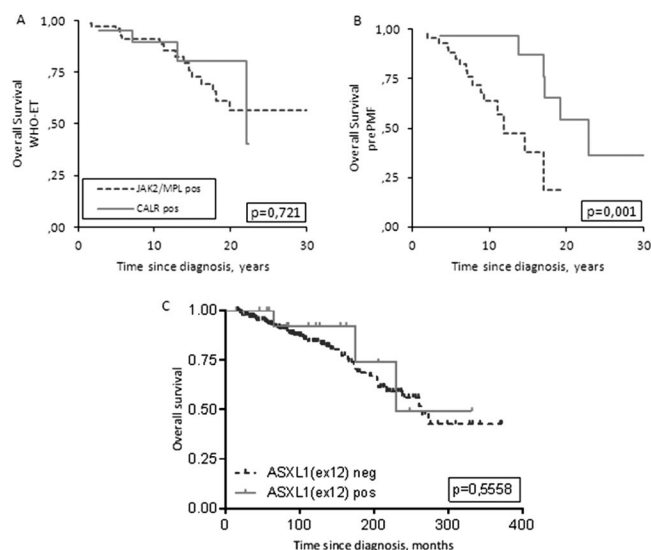 A
Overall Survival
WHO-ET
1,00
,75
,50
,25
,00
JAK2/MPL pos
CALR pos
p=0,721
0 10 20 30
Time since diagnosis, years
B
Overall Survival
prePMF
1,00
,75
,50
,25
,00
p=0,001
0 10 20 30
Time since diagnosis, years
C
Overall survival
1.00
0.75
0.50
0.25
0.00
ASXL1(ex12) neg
ASXL1(ex12) pos
p=0,5558
0 100 200 300 400
Time since diagnosis, months